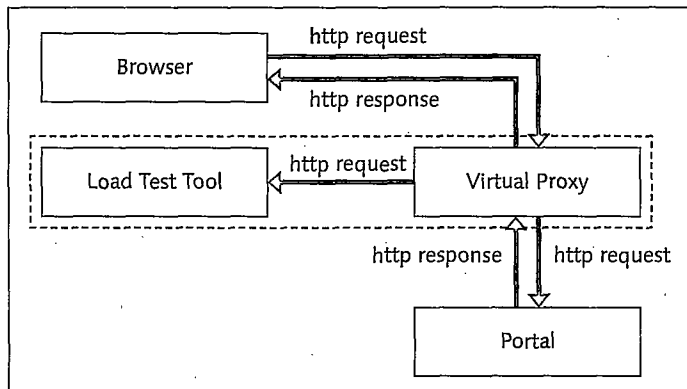 http request
Browser
http response
Load Test Tool
http request
Virtual Proxy
http response
http request
Portal